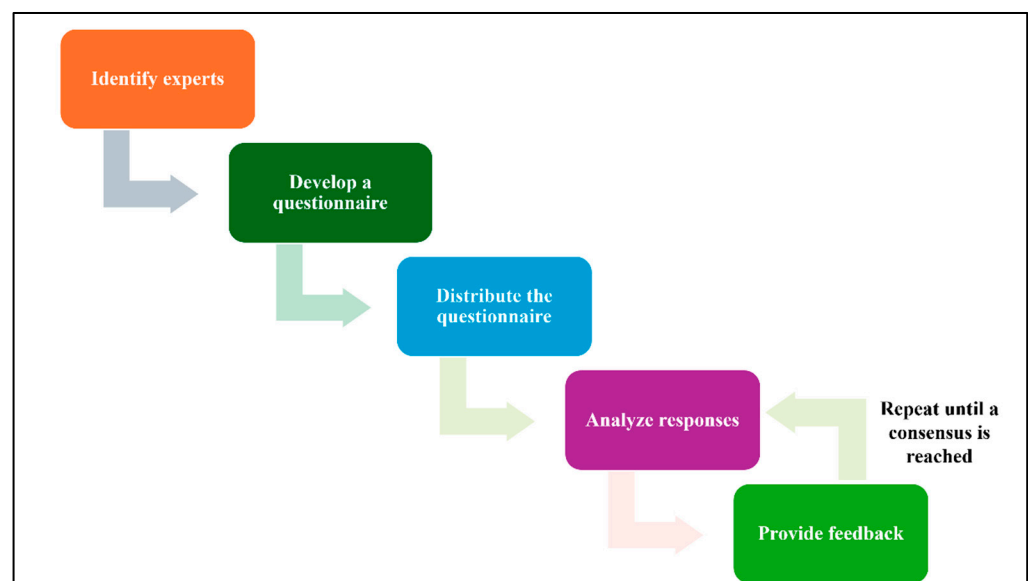 Identify experts
Develop a
questionnaire
Distribute the
questionnaire
Analyze responses
Repeat until a
consensus is
reached
Provide feedback